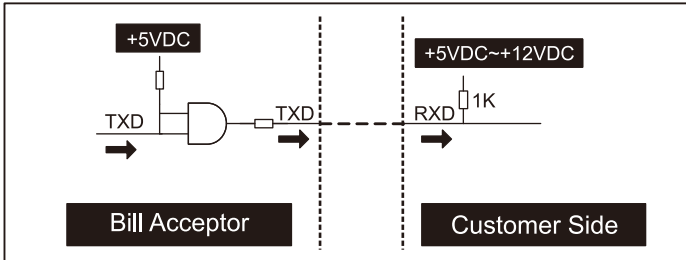 +5VDC
+5VDC~+12VDC
1K
TXD
TXD
RXD
Bill Acceptor
Customer Side